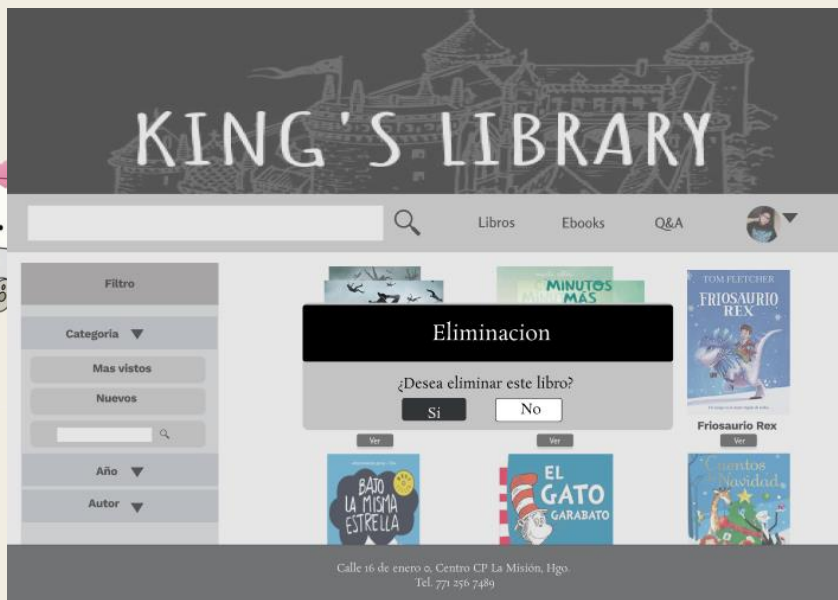 KING'S LIBRARY
Libros
Ebooks
Q&A
Filtro
Categoria
Mas vistos
Nuevos
Año
Autor
MINUTOS
MÁS
TOM FLETCHER
FRIOSAURIO
REX
Friosaurio Rex
Eliminacion
¿Desea eliminar este libro?
Si
No
Ver
Ver
Ver
BAJO
LA MISMA
ESTRELLA
EL
GATO
GARABATO
Cuentos
Navidad
Calle 16 de enero 0, Centro CP La Misión, Hgo.
Tel. 771 256 7489